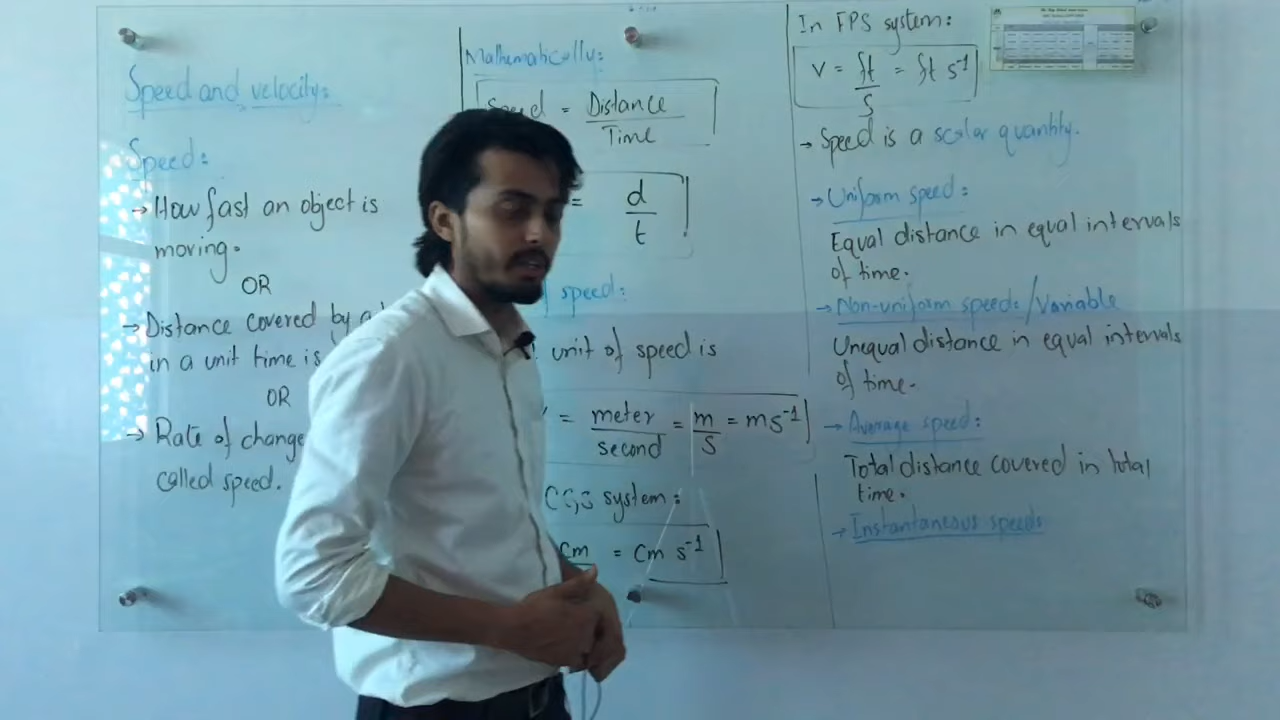 Speed and velocity:
Speed:
→ How fast an object is
moving.
OR
→ Distance covered by a
in a unit time is
OR
→ Rate of change
called speed.
Mathematically:
Speed = Distance
Time
= d
t
speed:
unit of speed is
= meter = m = ms⁻¹
second s
CGS system:
cm = cm s⁻¹
In FPS system:
v = ft = ft s⁻¹
s
→ Speed is a scalar quantity.
→ Uniform speed:
Equal distance in equal intervals
of time.
→ Non-uniform speed:/Variable
Unequal distance in equal intervals
of time.
→ Average speed:
Total distance covered in total
time.
→ Instantaneous speed: